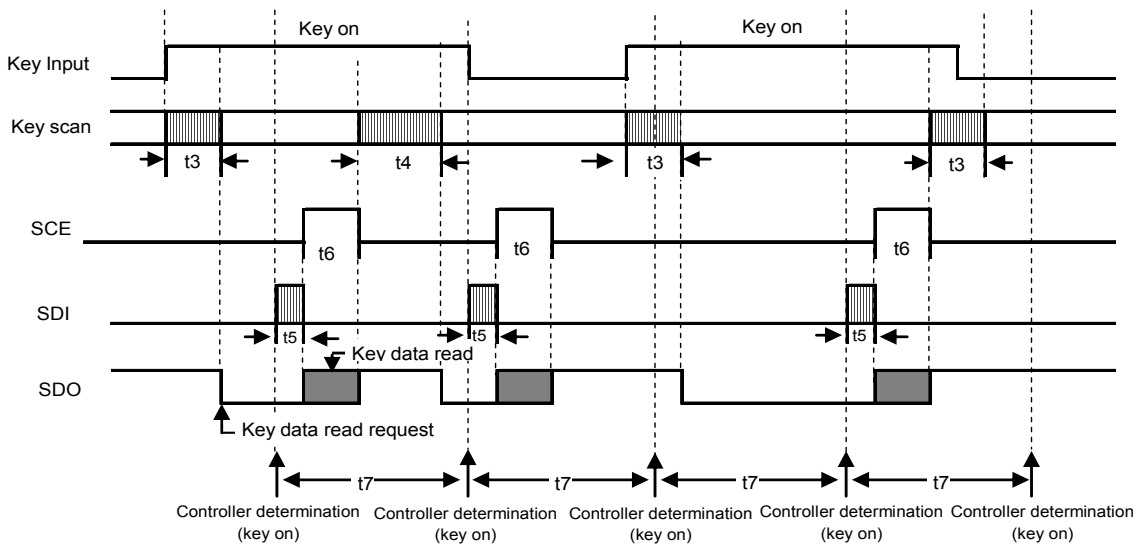 Key on
Key on
Key Input
Key scan
t3
t4
t3
t3
SCE
t6
t6
t6
SDI
t5
t5
t5
Key data read
SDO
Key data read request
t7
t7
t7
t7
Controller determination
(key on)
Controller determination
(key on)
Controller determination
(key on)
Controller determination
(key on)
Controller determination
(key on)